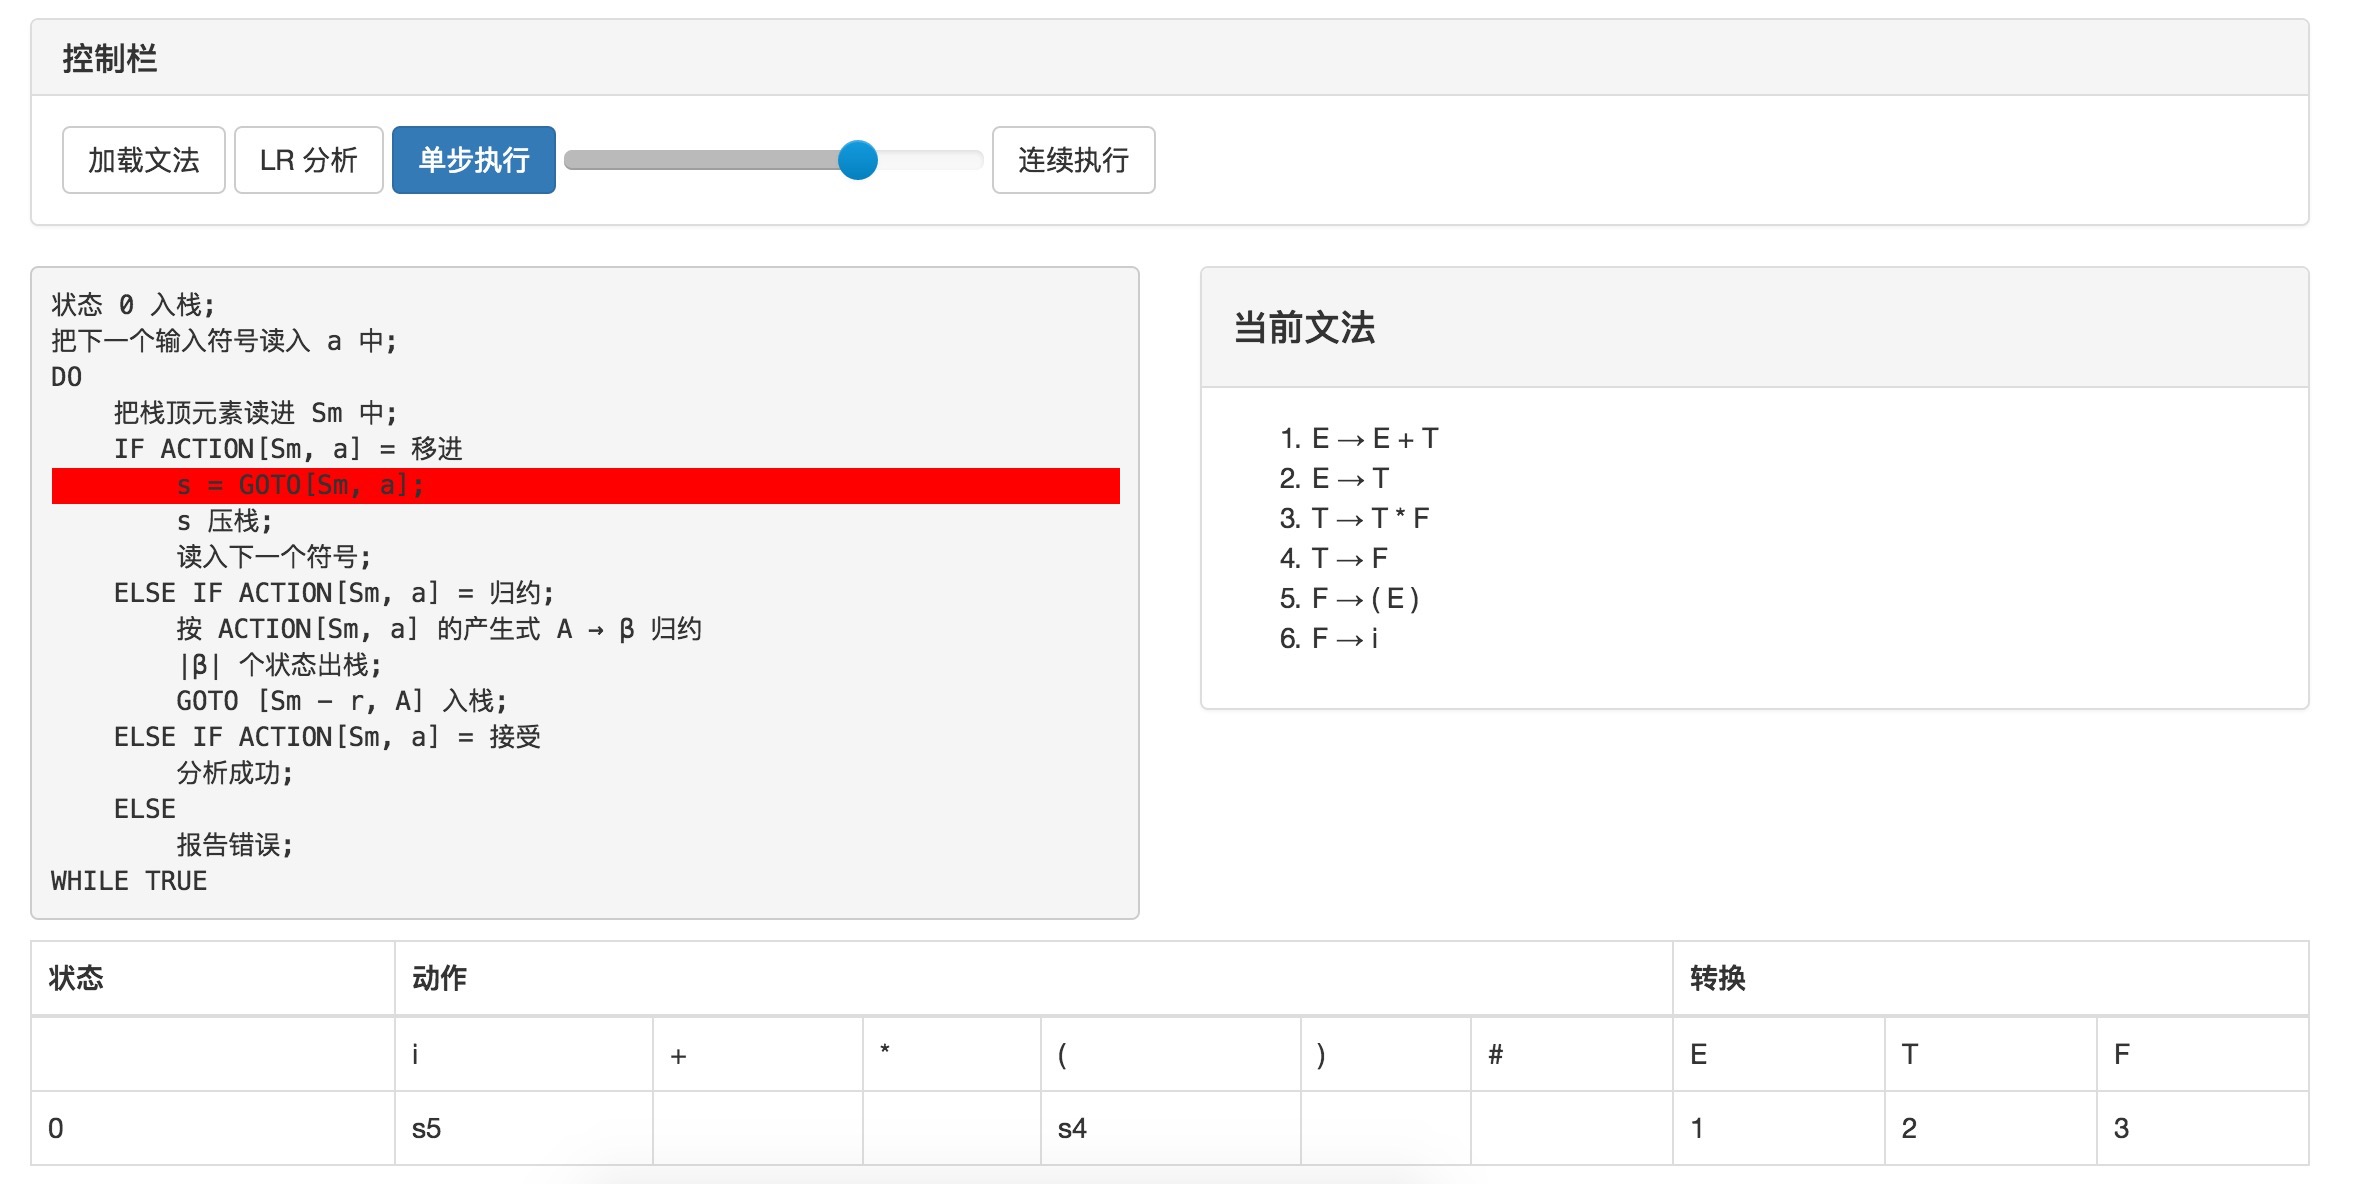 控制栏
加载文法 LR 分析 单步执行 连续执行
状态 0 入栈;
把下一个输入符号读入 a 中;
DO
    把栈顶元素读进 Sm 中;
    IF ACTION[Sm, a] = 移进
        s = GOTO[Sm, a];
        s 压栈;
        读入下一个符号;
    ELSE IF ACTION[Sm, a] = 归约;
        按 ACTION[Sm, a] 的产生式 A → β 归约
        |β| 个状态出栈;
        GOTO [Sm – r, A] 入栈;
    ELSE IF ACTION[Sm, a] = 接受
        分析成功;
    ELSE
        报告错误;
WHILE TRUE
当前文法
1. E → E + T
2. E → T
3. T → T * F
4. T → F
5. F → ( E )
6. F → i
状态 动作 转换
i + * ( ) # E T F
0 s5 s4 1 2 3